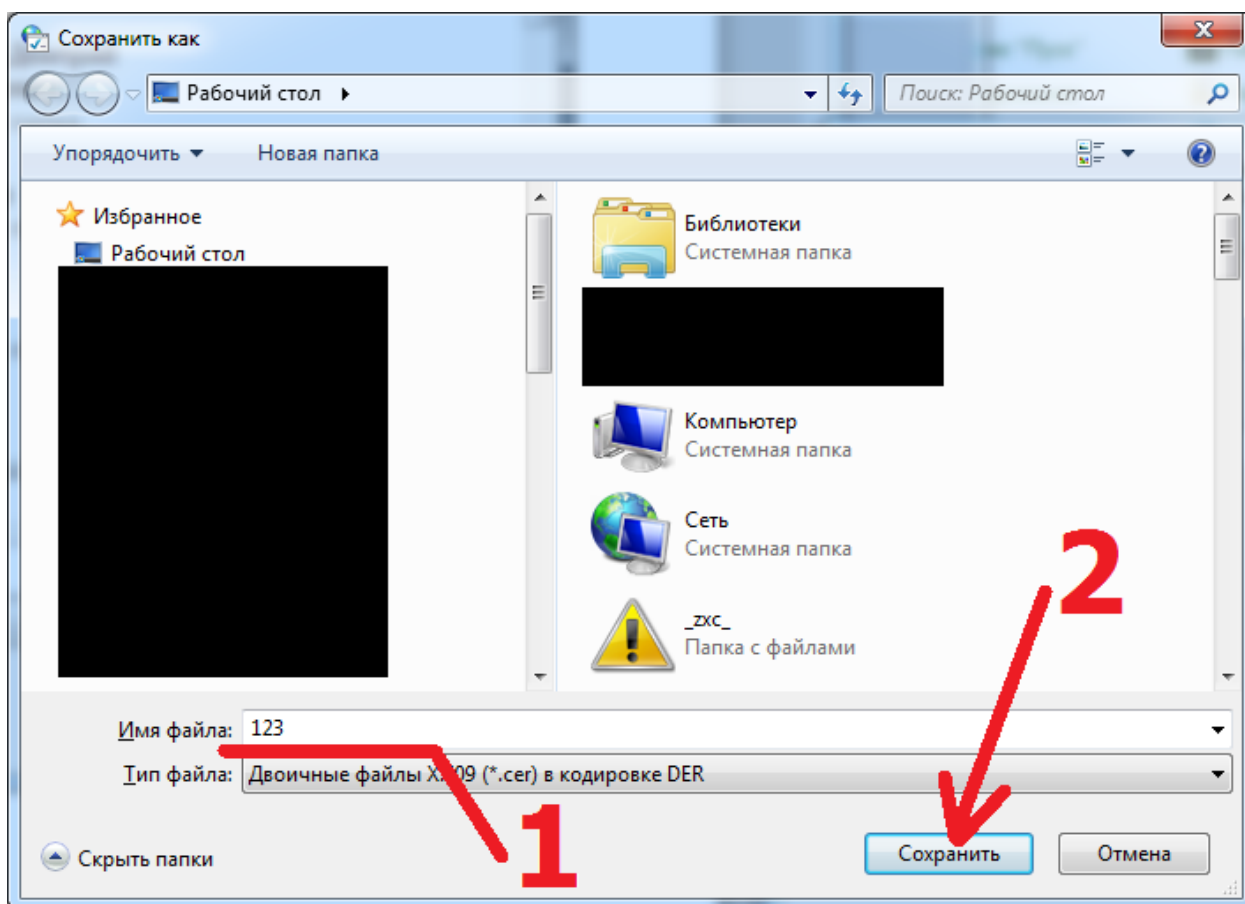 Сохранить как
Рабочий стол
Поиск: Рабочий стол
Упорядочить
Новая папка
Избранное
Рабочий стол
Библиотеки
Системная папка
Компьютер
Системная папка
Сеть
Системная папка
_zxc_
Папка с файлами
2
Имя файла: 123
Тип файла: Двоичные файлы (*.cer) в кодировке DER
1
Скрыть папки
Сохранить
Отмена